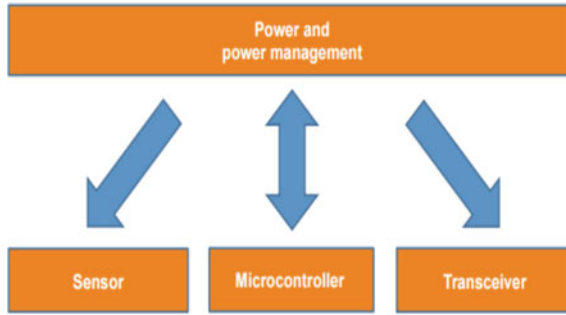 Power and
power management
Sensor
Microcontroller
Transceiver